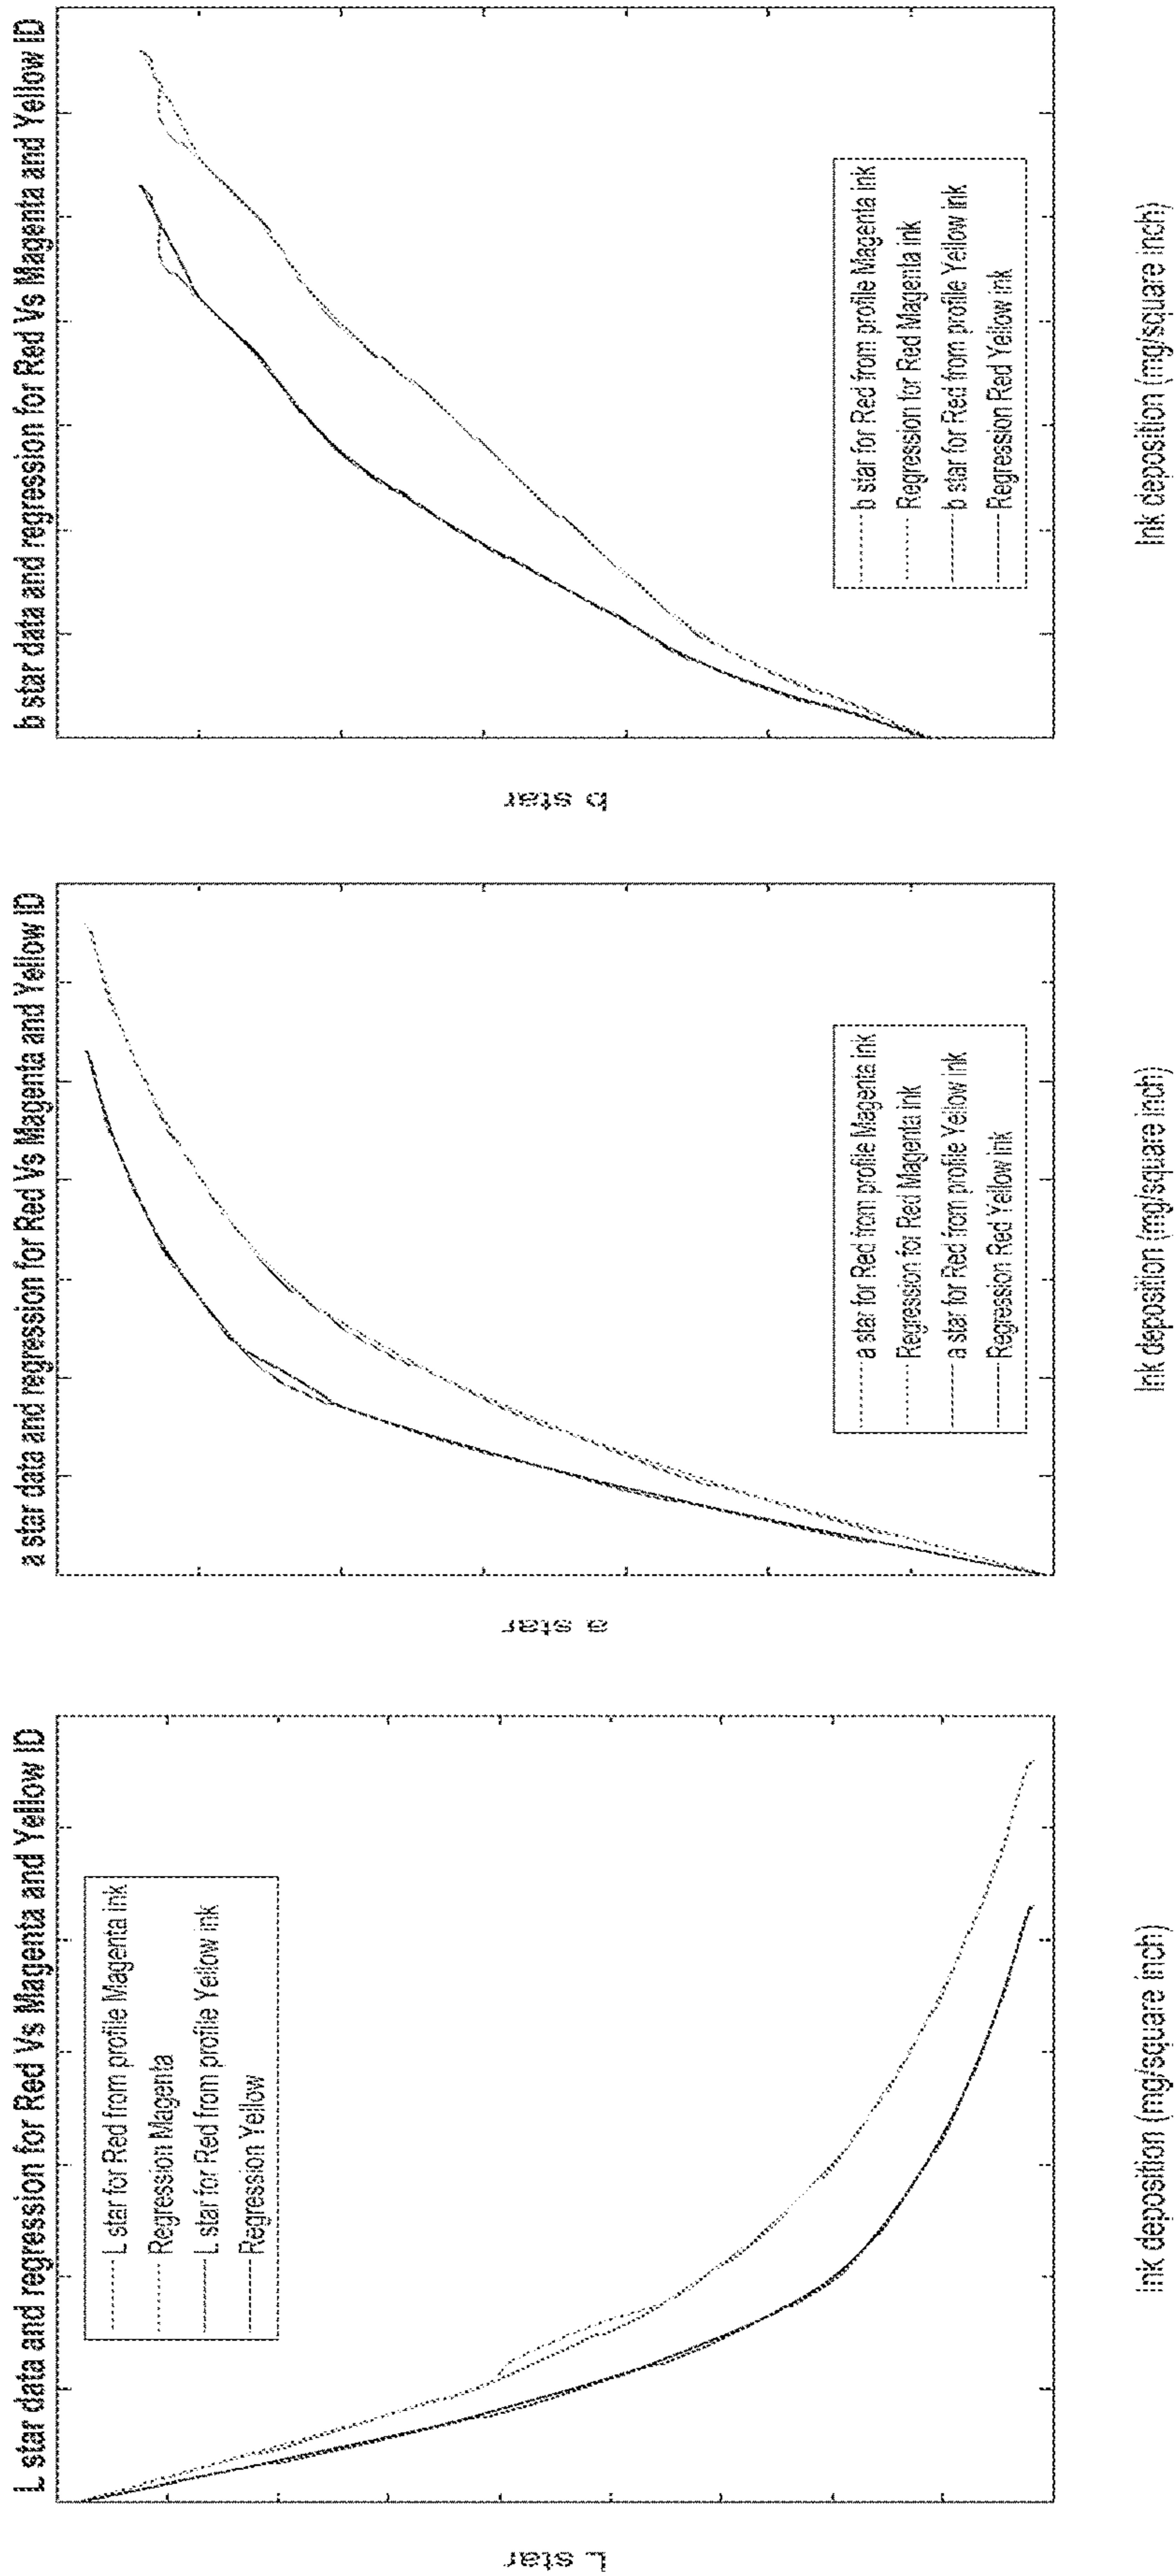 L star data and regression for Red Vs Magenta and Yellow ID
L star for Red from profile Magenta ink
Regression Magenta
L star for Red from profile Yellow ink
Regression Yellow
L star
Ink deposition (mg/square inch)
a star data and regression for Red Vs Magenta and Yellow ID
a star for Red from profile Magenta ink
Regression for Red Magenta ink
a star for Red from profile Yellow ink
Regression Red Yellow ink
a star
Ink deposition (mg/square inch)
b star data and regression for Red Vs Magenta and Yellow ID
b star for Red from profile Magenta ink
Regression for Red Magenta ink
b star for Red from profile Yellow ink
Regression Red Yellow ink
b star
Ink deposition (mg/square inch)